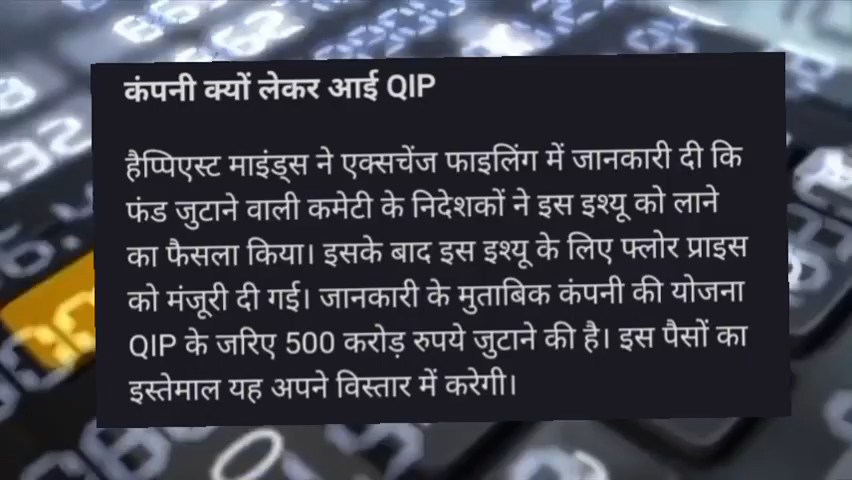 कंपनी क्यों लेकर आई QIP
हैप्पिएस्ट माइंड्स ने एक्सचेंज फाइलिंग में जानकारी दी कि
फंड जुटाने वाली कमेटी के निदेशकों ने इस इश्यू को लाने
का फैसला किया। इसके बाद इस इश्यू के लिए फ्लोर प्राइस
को मंजूरी दी गई। जानकारी के मुताबिक कंपनी की योजना
QIP के जरिए 500 करोड़ रुपये जुटाने की है। इस पैसों का
इस्तेमाल यह अपने विस्तार में करेगी।